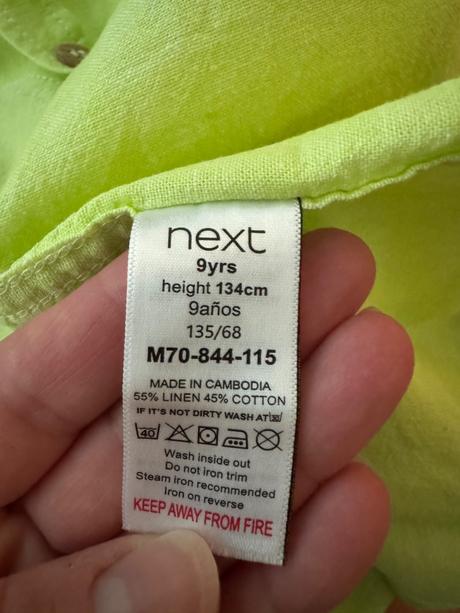 next
9yrs
height 134cm
9años
135/68
M70-844-115
MADE IN CAMBODIA
55% LINEN 45% COTTON
IF IT'S NOT DIRTY WASH AT
40
Wash inside out
Do not iron trim
Steam iron recommended
Iron on reverse
KEEP AWAY FROM FIRE